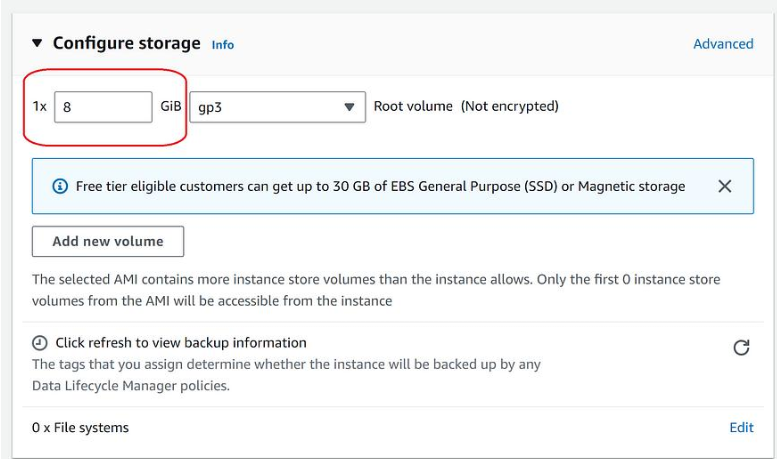 Configure storage Info Advanced
1x 8 GiB gp3 Root volume (Not encrypted)
Free tier eligible customers can get up to 30 GB of EBS General Purpose (SSD) or Magnetic storage
Add new volume
The selected AMI contains more instance store volumes than the instance allows. Only the first 0 instance store
volumes from the AMI will be accessible from the instance
Click refresh to view backup information
The tags that you assign determine whether the instance will be backed up by any
Data Lifecycle Manager policies.
0 x File systems Edit